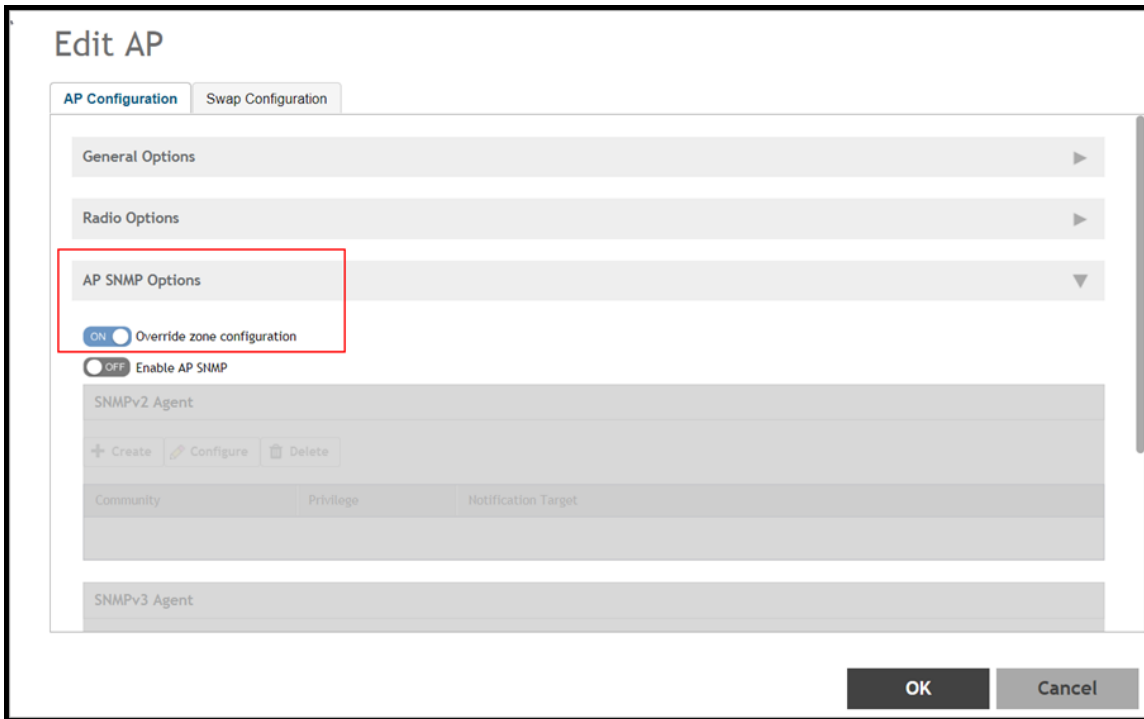 Edit AP
AP Configuration Swap Configuration
General Options
Radio Options
AP SNMP Options
ON Override zone configuration
OFF Enable AP SNMP
SNMPv2 Agent
Create Configure Delete
Community Privilege Notification Target
SNMPv3 Agent
OK Cancel